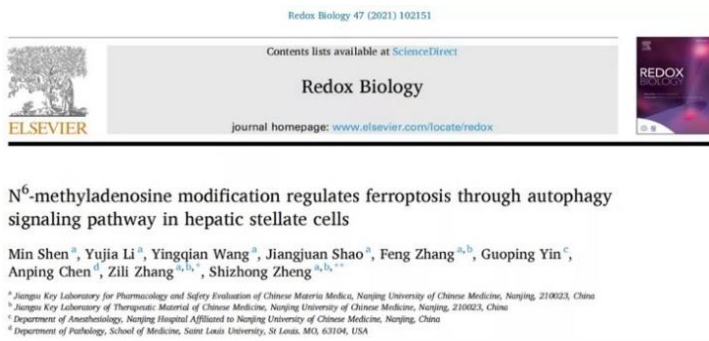 Redox Biology 47 (2021) 102151
Contents lists available at ScienceDirect
Redox Biology
journal homepage: www.elsevier.com/locate/redox
ELSEVIER
REDOX
BIOLOGY
N⁶-methyladenosine modification regulates ferroptosis through autophagy
signaling pathway in hepatic stellate cells
Min Shen ᵃ, Yujia Li ᵃ, Yingqian Wang ᵃ, Jiangjuan Shao ᵃ, Feng Zhang ᵃ,ᵇ, Guoping Yin ᶜ,
Anping Chen ᵈ, Zili Zhang ᵃ,ᵇ,*, Shizhong Zheng ᵃ,ᵇ,**
ᵃ Jiangsu Key Laboratory for Pharmacology and Safety Evaluation of Chinese Materia Medica, Nanjing University of Chinese Medicine, Nanjing, 210023, China
ᵇ Jiangsu Key Laboratory of Therapeutic Material of Chinese Medicine, Nanjing University of Chinese Medicine, Nanjing, 210023, China
ᶜ Department of Anesthesiology, Nanjing Hospital Affiliated to Nanjing University of Chinese Medicine, Nanjing, China
ᵈ Department of Pathology, School of Medicine, Saint Louis University, St Louis, MO, 63104, USA